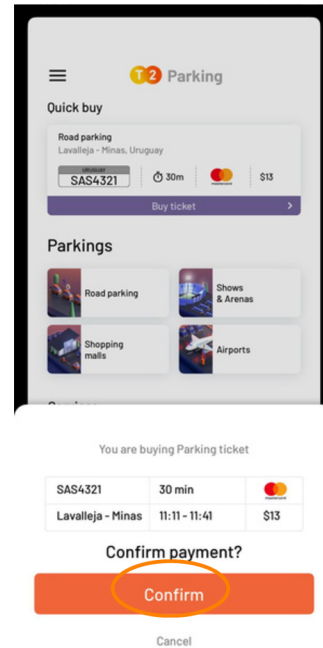 T2 Parking
Quick buy
Road parking
Lavalleja - Minas, Uruguay
URUGUAY
SAS4321
30m
mastercard
$13
Buy ticket
Parkings
Road parking
Shows
& Arenas
Shopping
malls
Airports
You are buying Parking ticket
SAS4321 30 min
Lavalleja - Minas 11:11 - 11:41 $13
Confirm payment?
Confirm
Cancel